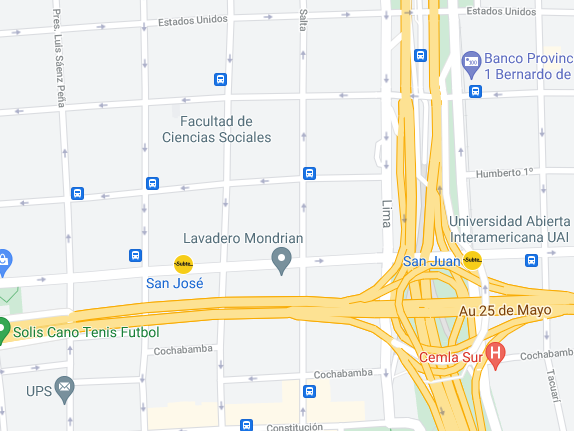 Estados Unidos
Estados Unidos
Pres. Luis Sáenz Peña
Salta
Banco Provinc
1 Bernardo de
Facultad de
Ciencias Sociales
Humberto 1°
Lima
Universidad Abierta
Interamericana UAI
Lavadero Mondrian
Subte
San José
San Juan
Subte
Au 25 de Mayo
Solis Cano Tenis Futbol
Cochabamba
Cemla Sur
H
Cochabamba
Cochabamba
Tacuarí
UPS
Constitución